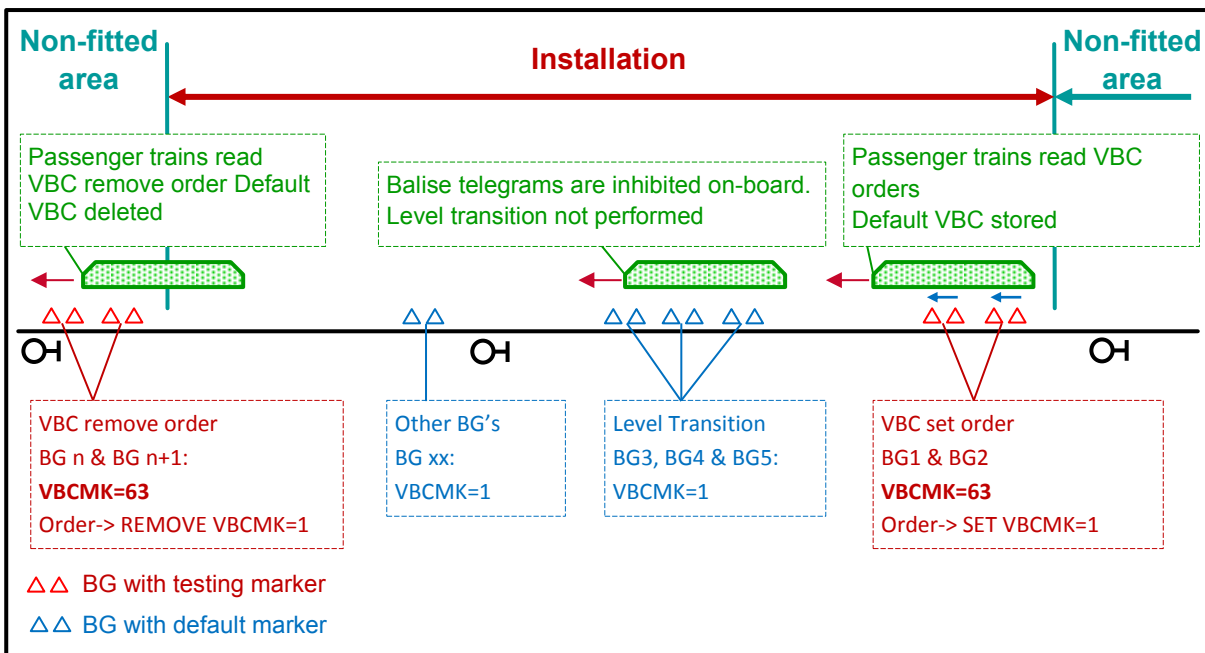 Non-fitted
area
Installation
Non-fitted
area
Passenger trains read
VBC remove order Default
VBC deleted
Balise telegrams are inhibited on-board.
Level transition not performed
Passenger trains read VBC
orders
Default VBC stored
VBC remove order
BG n & BG n+1:
VBCMK=63
Order-> REMOVE VBCMK=1
Other BG’s
BG xx:
VBCMK=1
Level Transition
BG3, BG4 & BG5:
VBCMK=1
VBC set order
BG1 & BG2
VBCMK=63
Order-> SET VBCMK=1
BG with testing marker
BG with default marker